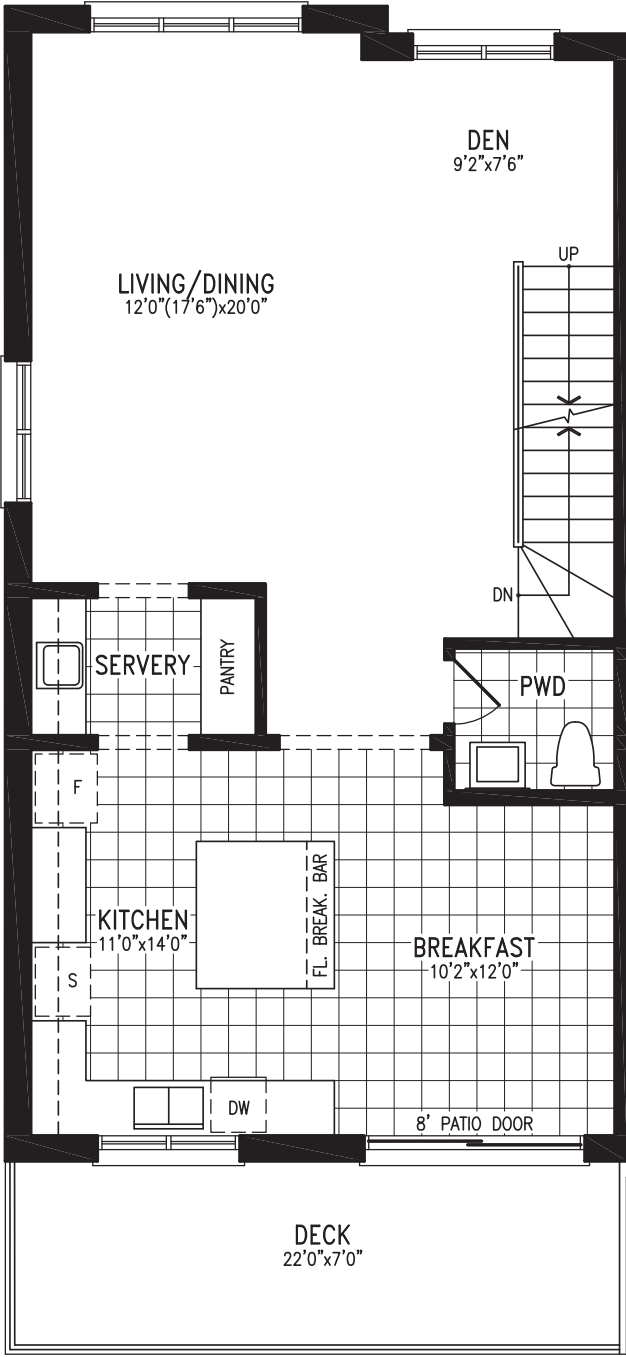 DEN
9'2"x7'6"
UP
LIVING/DINING
12'0"(17'6")x20'0"
DN
SERVERY
PANTRY
PWD
F
KITCHEN
11'0"x14'0"
FL. BREAK. BAR
BREAKFAST
10'2"x12'0"
S
DW
8' PATIO DOOR
DECK
22'0"x7'0"